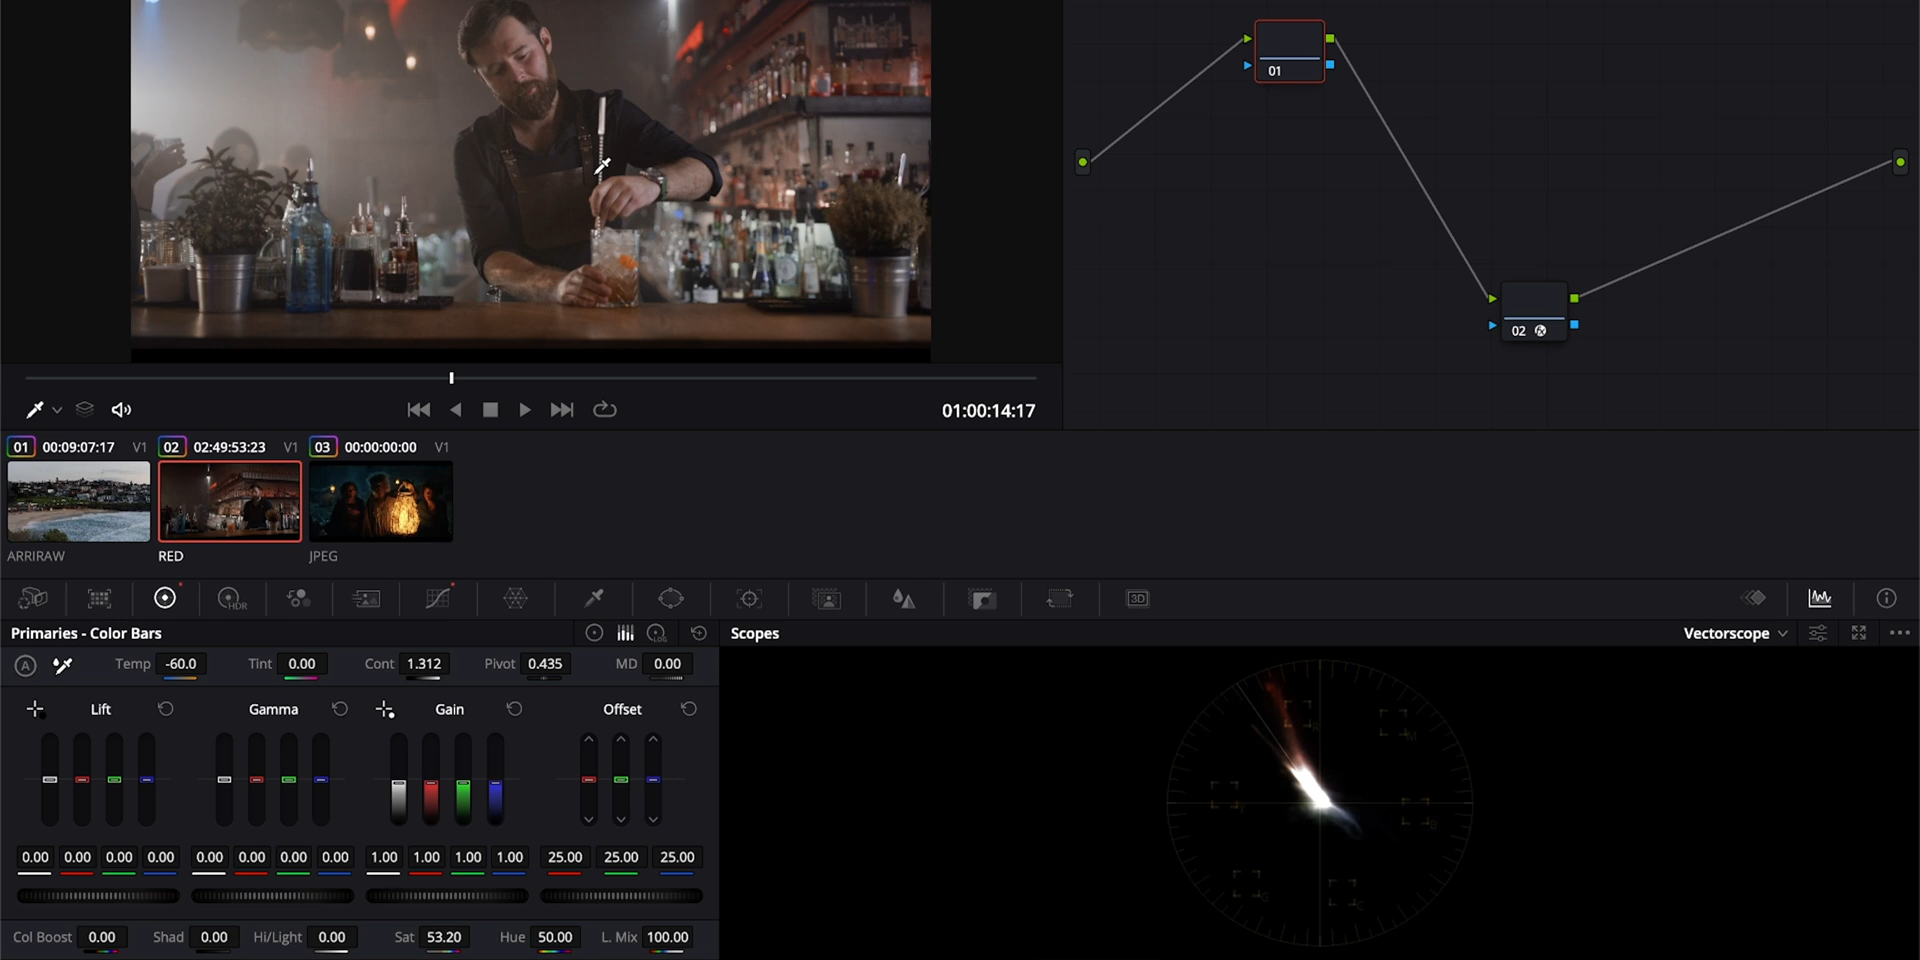 01
02
01:00:14:17
01 00:09:07:17 V1 02 02:49:53:23 V1 03 00:00:00:00 V1
ARRIRAW RED JPEG
HDR
3D
Primaries - Color Bars
LOG
Scopes
Vectorscope
A Temp -60.0 Tint 0.00 Cont 1.312 Pivot 0.435 MD 0.00
Lift Gamma Gain Offset
0.00 0.00 0.00 0.00 0.00 0.00 0.00 0.00 1.00 1.00 1.00 1.00 25.00 25.00 25.00
Col Boost 0.00 Shad 0.00 Hi/Light 0.00 Sat 53.20 Hue 50.00 L. Mix 100.00
R
M
B
G
C